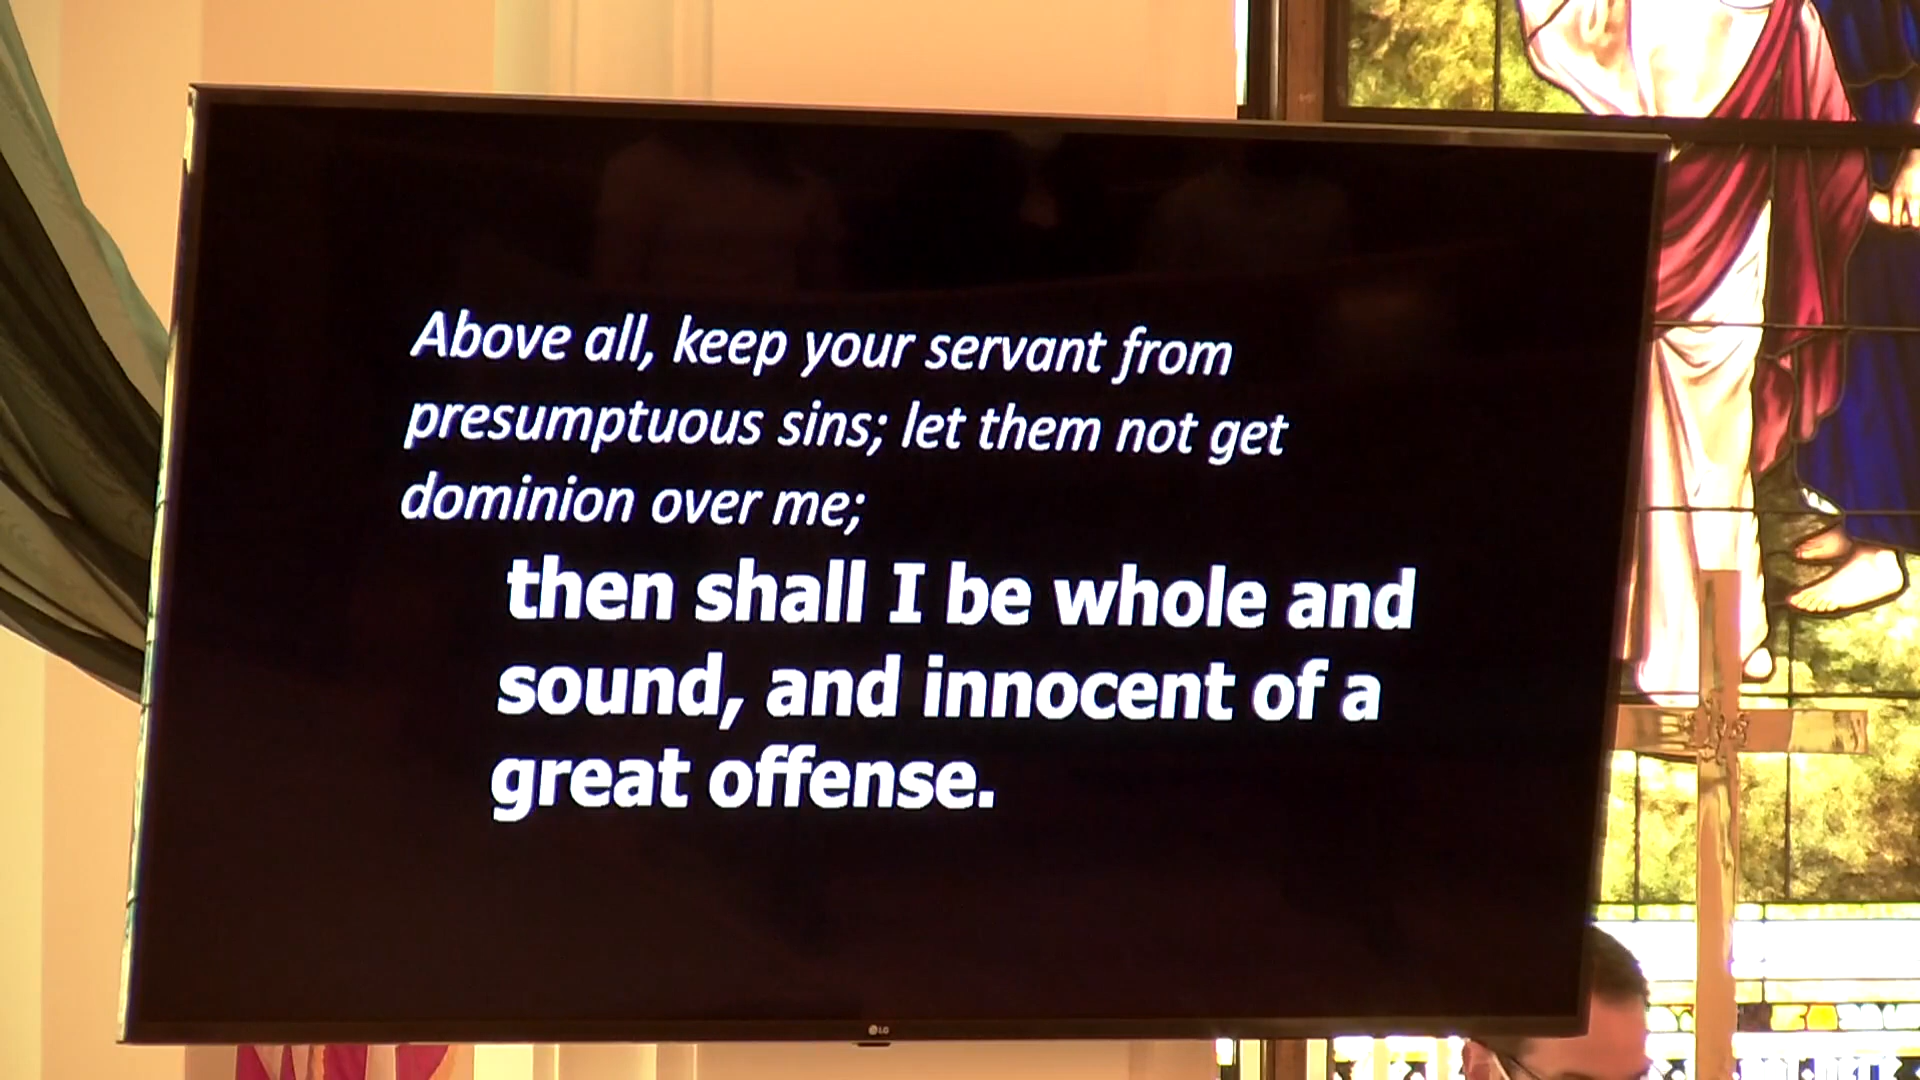 Above all, keep your servant from
presumptuous sins; let them not get
dominion over me;
then shall I be whole and
sound, and innocent of a
great offense.
LG